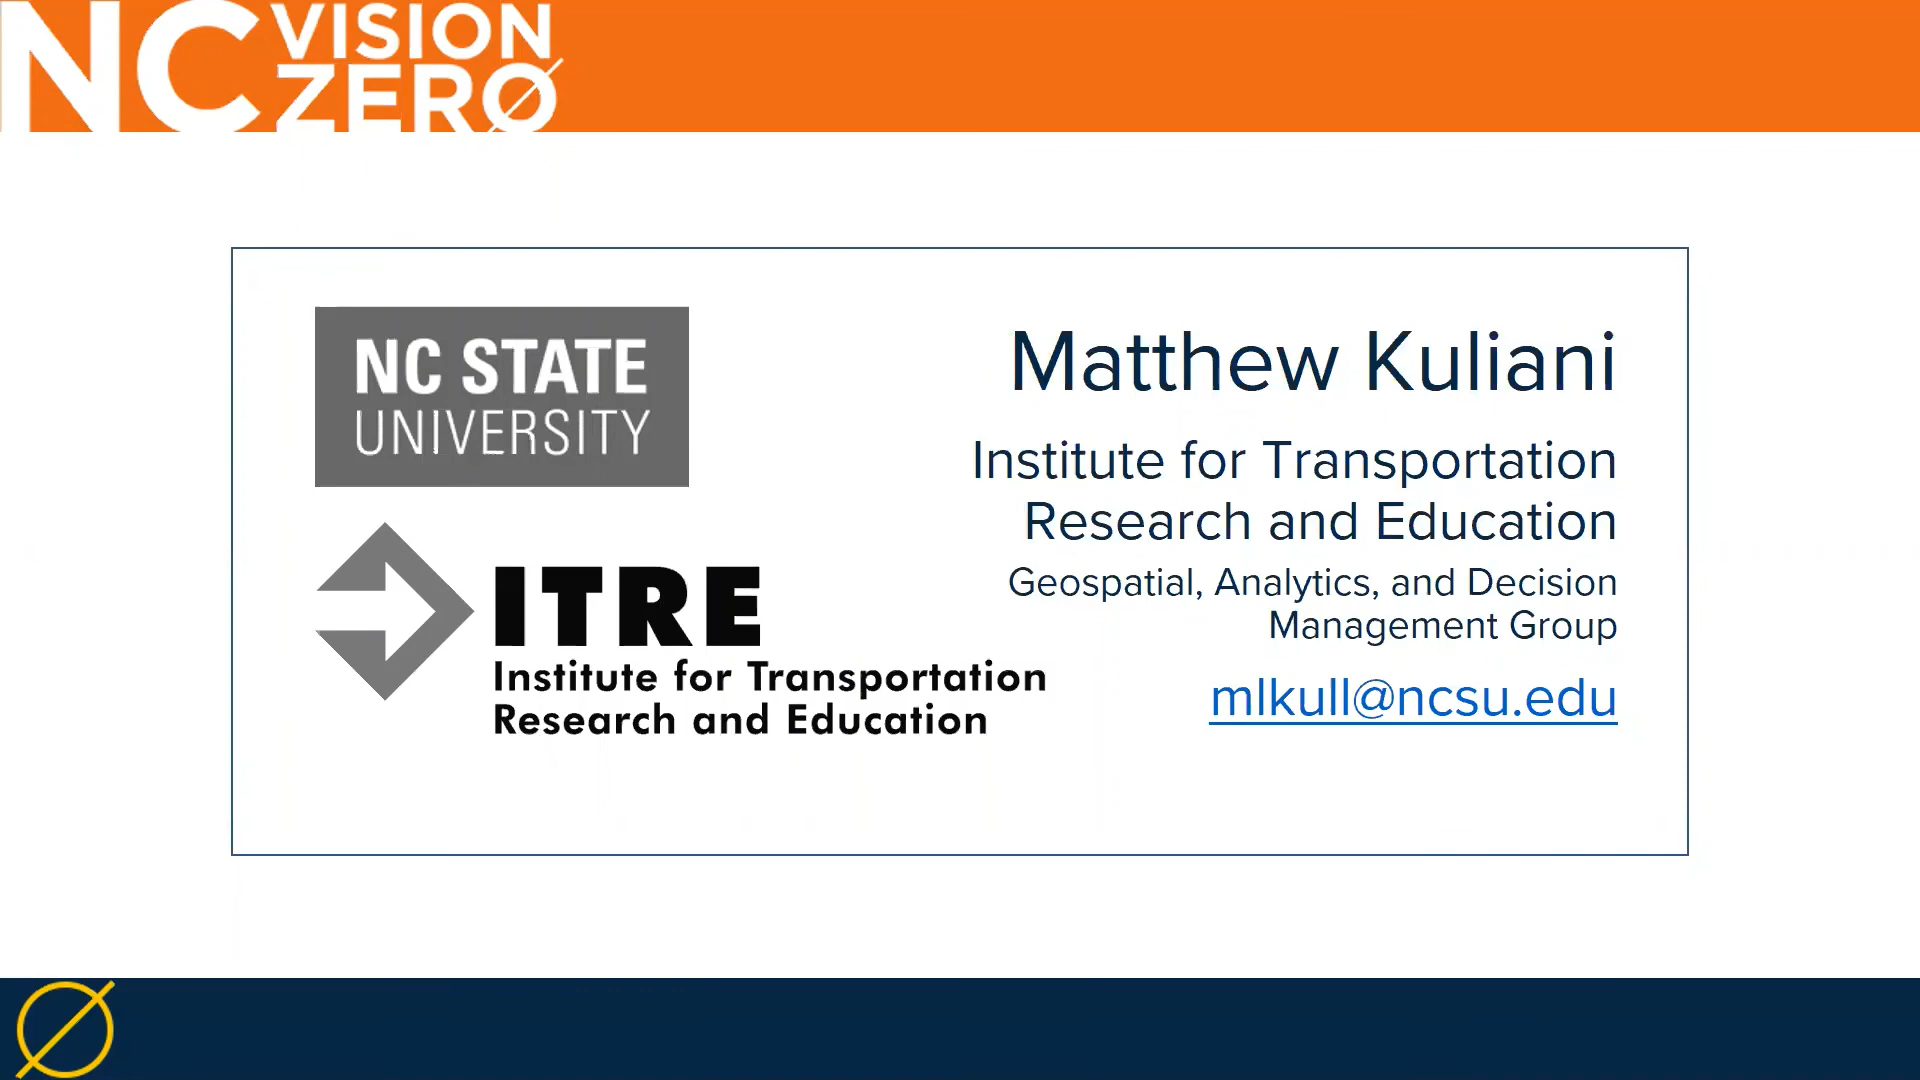 NC VISION
ZERO
NC STATE
UNIVERSITY
ITRE
Institute for Transportation
Research and Education
Matthew Kuliani
Institute for Transportation
Research and Education
Geospatial, Analytics, and Decision
Management Group
mlkull@ncsu.edu